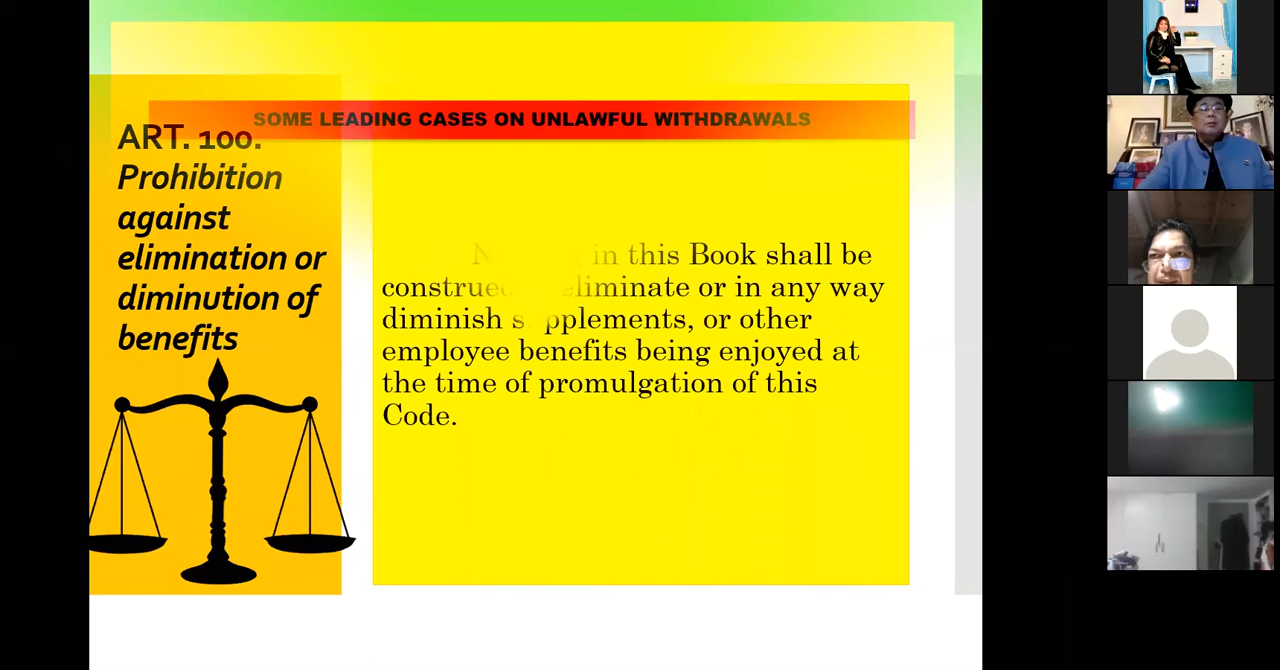 SOME LEADING CASES ON UNLAWFUL WITHDRAWALS
ART. 100.
Prohibition
against
elimination or
diminution of
benefits
in this Book shall be
construed eliminate or in any way
diminish supplements, or other
employee benefits being enjoyed at
the time of promulgation of this
Code.